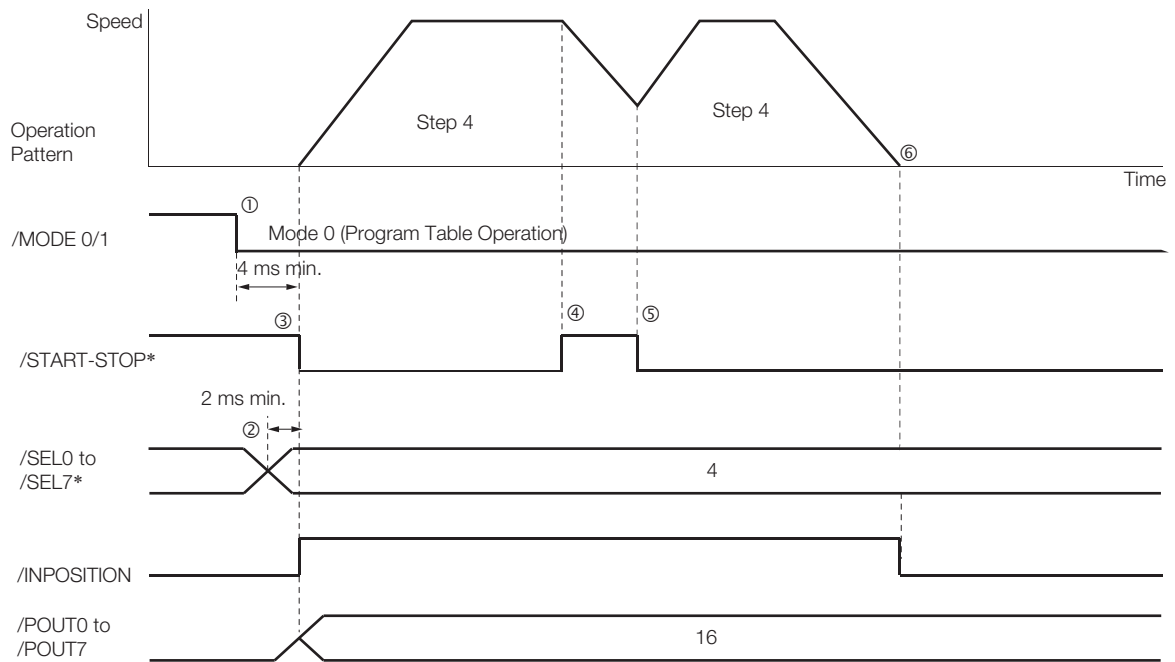 Speed
Operation
Pattern
Step 4
Step 4
⑥
Time
①
/MODE 0/1
Mode 0 (Program Table Operation)
4 ms min.
③
④
⑤
/START-STOP*
2 ms min.
②
/SEL0 to
/SEL7*
4
/INPOSITION
/POUT0 to
/POUT7
16